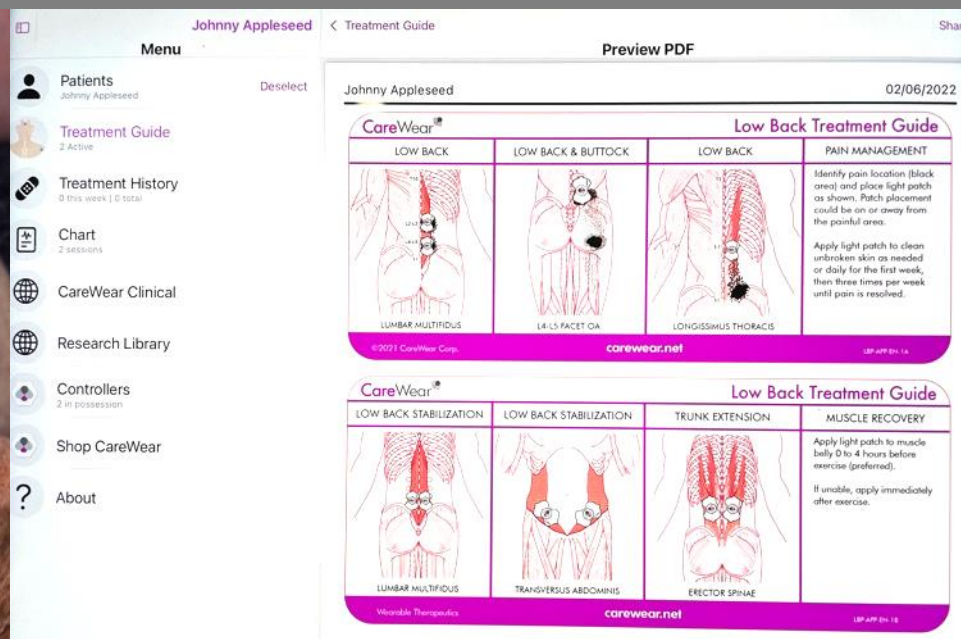 Johnny Appleseed
Menu
Patients
Johnny Appleseed
Deselect
Treatment Guide
2 Active
Treatment History
0 this week | 0 total
Chart
2 sessions
CareWear Clinical
Research Library
Controllers
2 in possession
Shop CareWear
?
About
Treatment Guide
Preview PDF
Johnny Appleseed
02/06/2022
CareWear
Low Back Treatment Guide
LOW BACK
LOW BACK & BUTTOCK
LOW BACK
PAIN MANAGEMENT
Identify pain location (black
area) and place light patch
as shown. Patch placement
could be on or away from
the painful area.
Apply light patch to clean
unbroken skin as needed
or daily for the first week,
then three times per week
until pain is resolved.
LUMBAR MULTIFIDUS
L4-L5 FACET OA
LONGISSIMUS THORACIS
©2021 CareWear Corp.
carewear.net
LBP-APP-EN-1A
CareWear
Low Back Treatment Guide
LOW BACK STABILIZATION
LOW BACK STABILIZATION
TRUNK EXTENSION
MUSCLE RECOVERY
Apply light patch to muscle
belly 0 to 4 hours before
exercise (preferred).
If unable, apply immediately
after exercise.
LUMBAR MULTIFIDUS
TRANSVERSUS ABDOMINIS
ERECTOR SPINAE
Wearable Therapeutics
carewear.net
LBP-APP-EN-1B